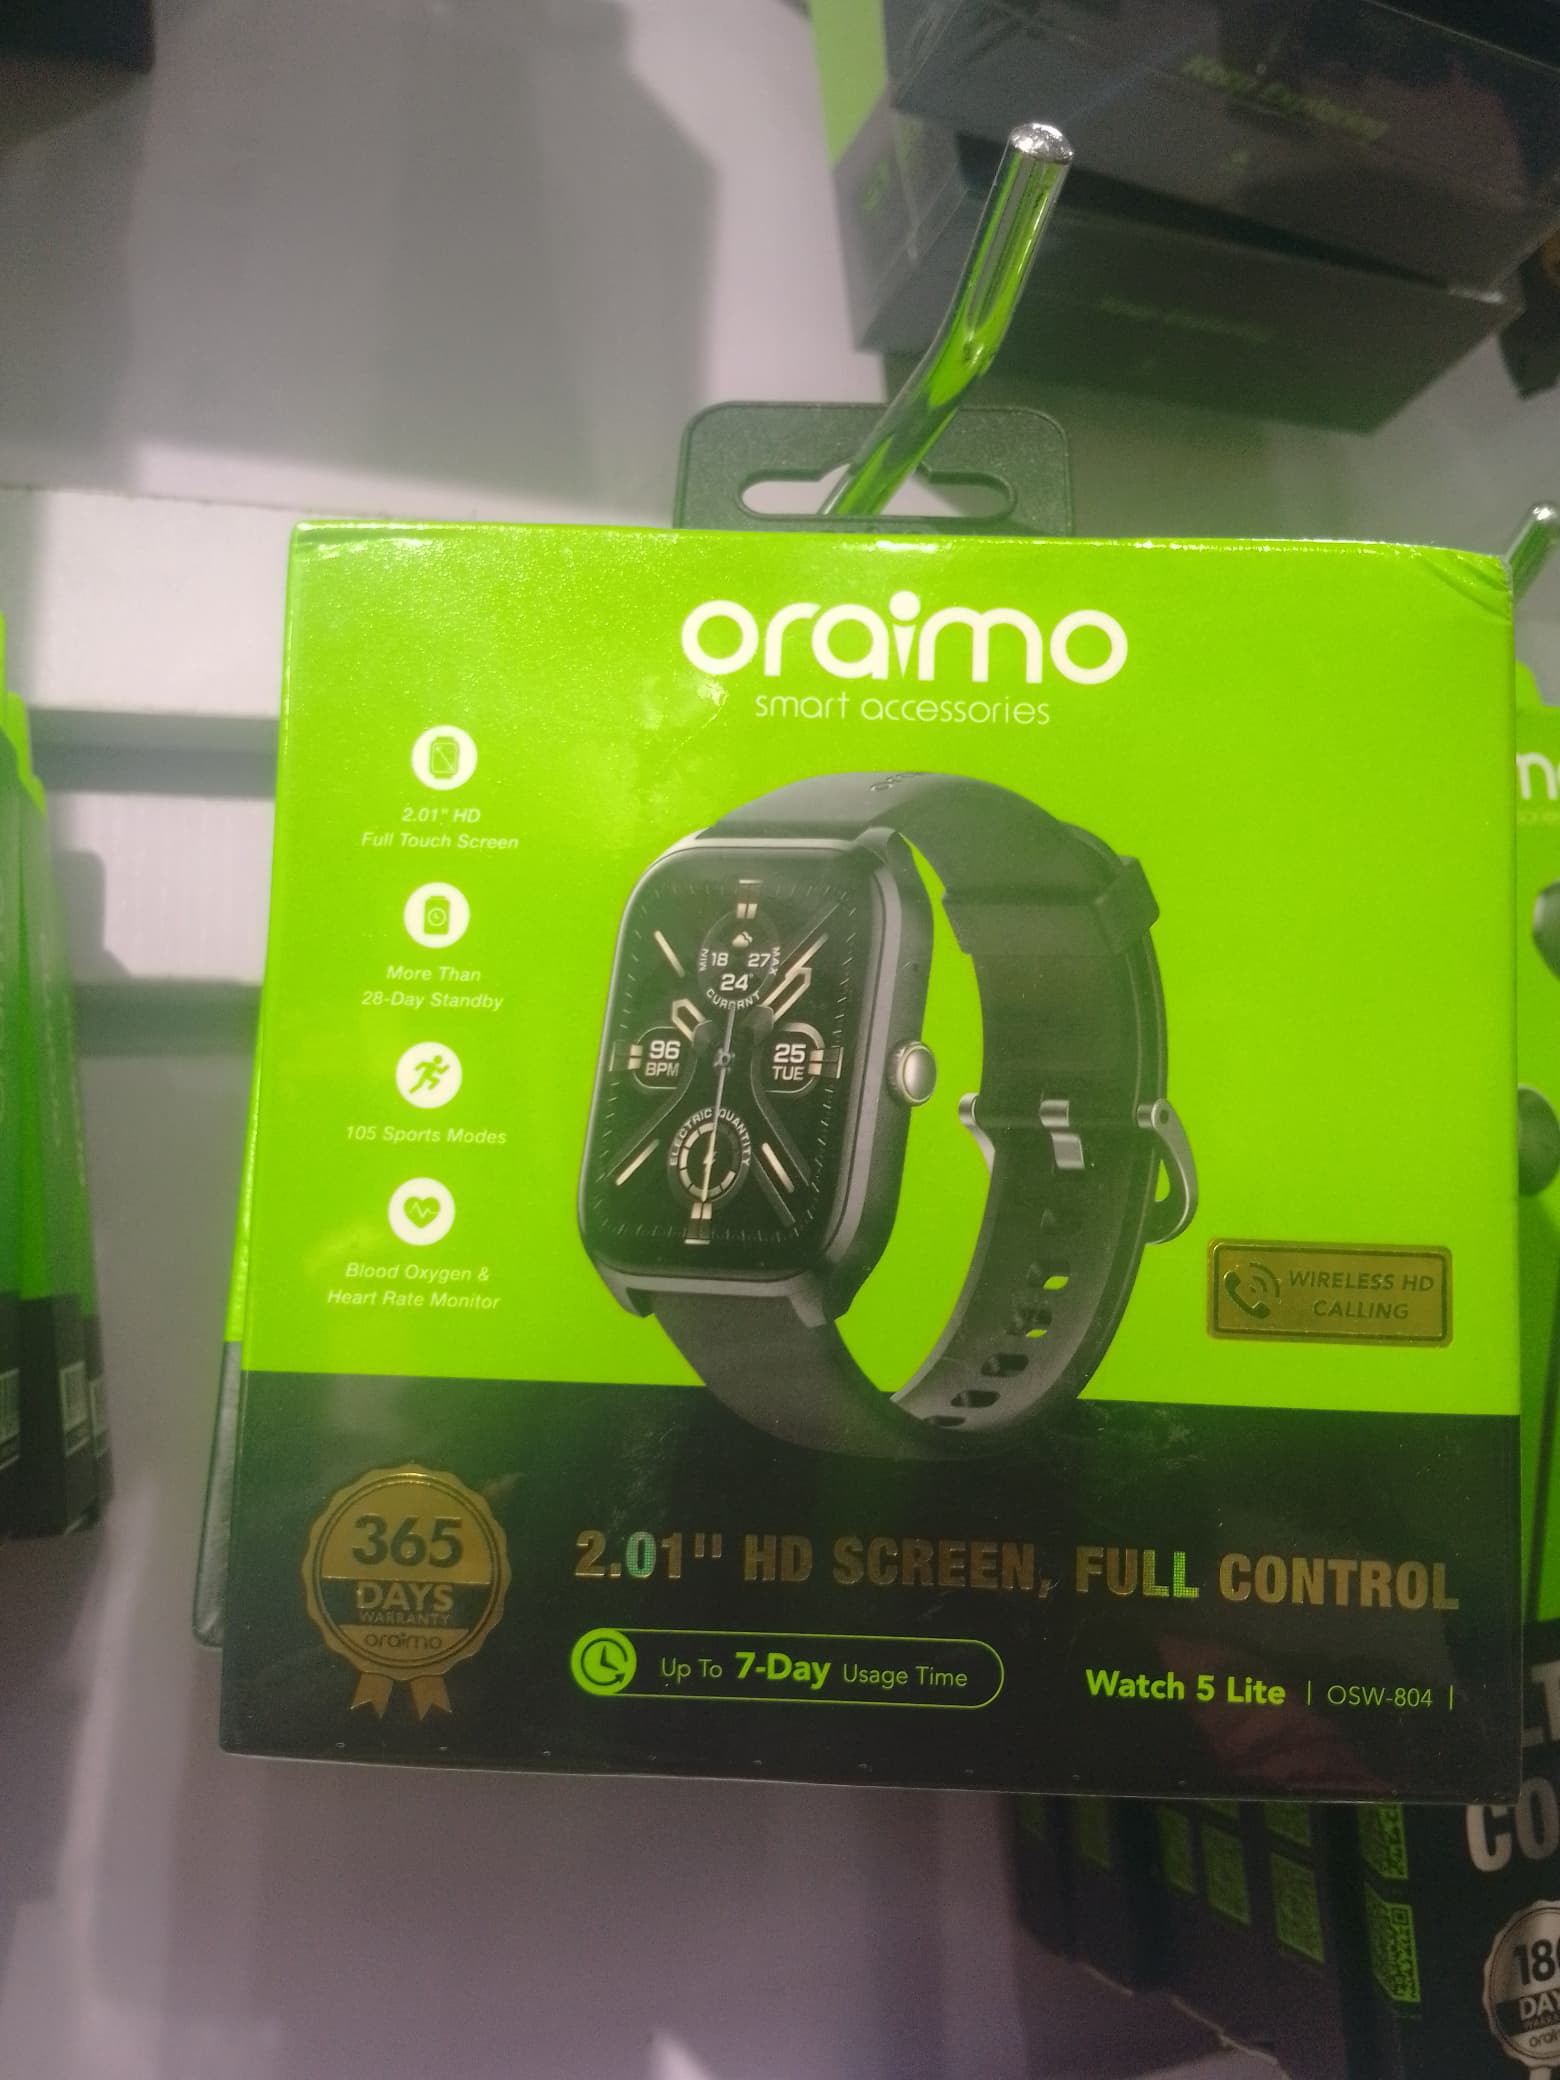 oraimo
smart accessories
2.01" HD
Full Touch Screen
More Than
28-Day Standby
105 Sports Modes
Blood Oxygen &
Heart Rate Monitor
MIN
18
27
MAX
24°
96
BPM
25
TUE
ELECTRIC QUANTITY
WIRELESS HD
CALLING
365
DAYS
WARRANTY
oraimo
2.01" HD SCREEN, FULL CONTROL
Up To 7-Day Usage Time
Watch 5 Lite | OSW-804 |
CO
180
DAY